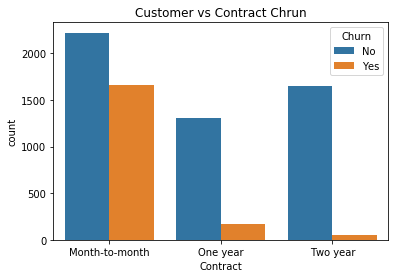 Customer vs Contract Chrun
Churn
No
Yes
2000
1500
1000
500
0
count
Month-to-month
One year
Two year
Contract